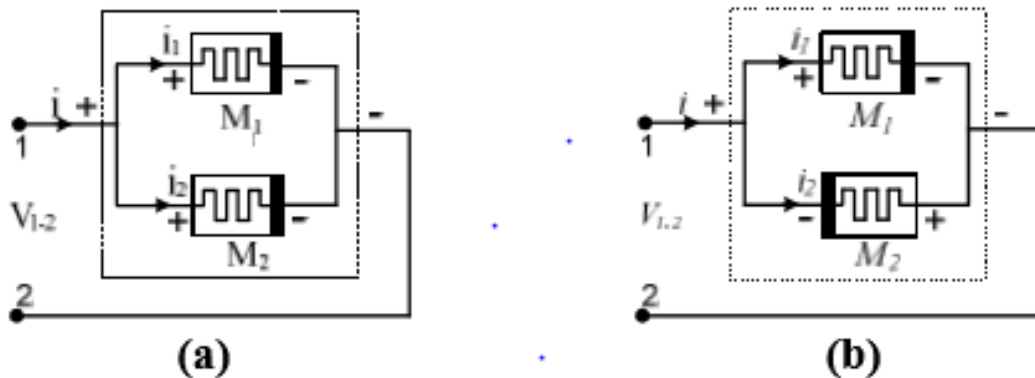 i1
+ -
M1
i +
-
1
i2
+ -
M2
V1-2
2
(a)
i1
+ -
M1
i +
-
1
i2
- +
M2
V1-2
2
(b)